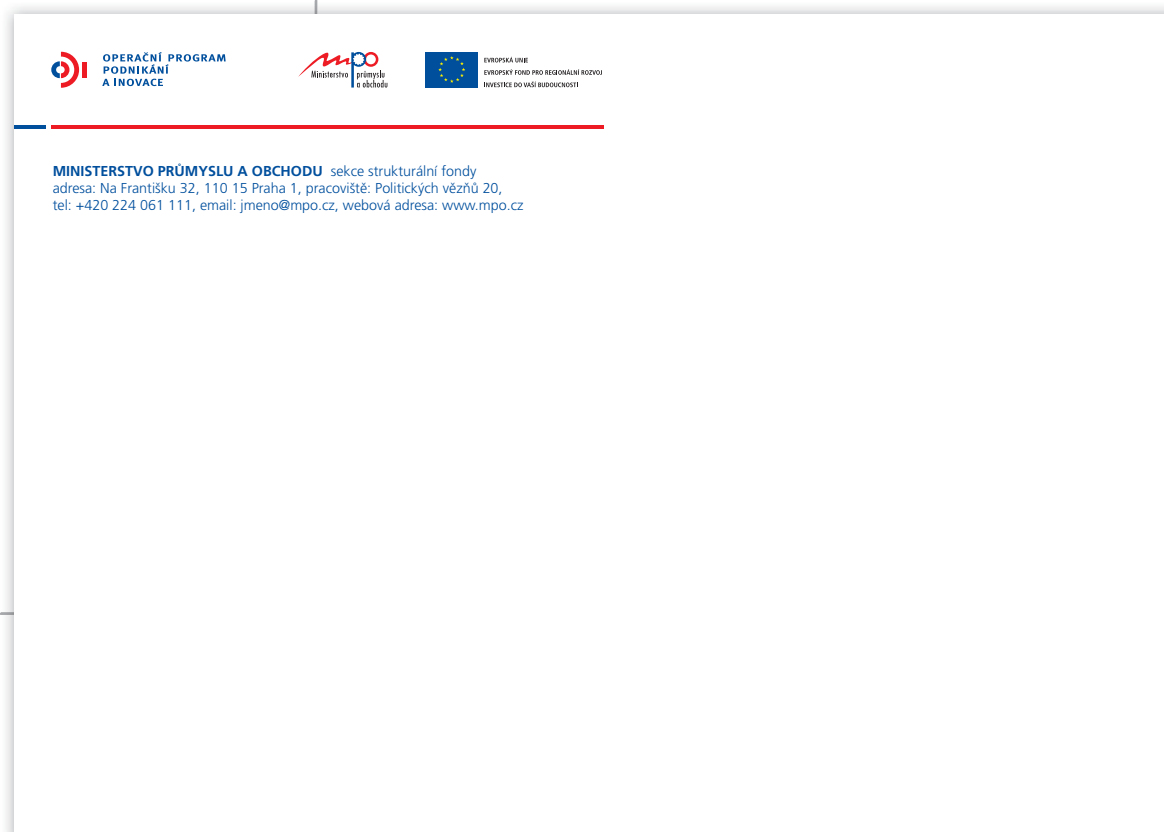 OPERAČNÍ PROGRAM
PODNIKÁNÍ
A INOVACE
mpo
Ministerstvo průmyslu
a obchodu
EVROPSKÁ UNIE
EVROPSKÝ FOND PRO REGIONÁLNÍ ROZVOJ
INVESTICE DO VAŠÍ BUDOUCNOSTI
MINISTERSTVO PRŮMYSLU A OBCHODU sekce strukturální fondy
adresa: Na Františku 32, 110 15 Praha 1, pracoviště: Politických vězňů 20,
tel: +420 224 061 111, email: jmeno@mpo.cz, webová adresa: www.mpo.cz